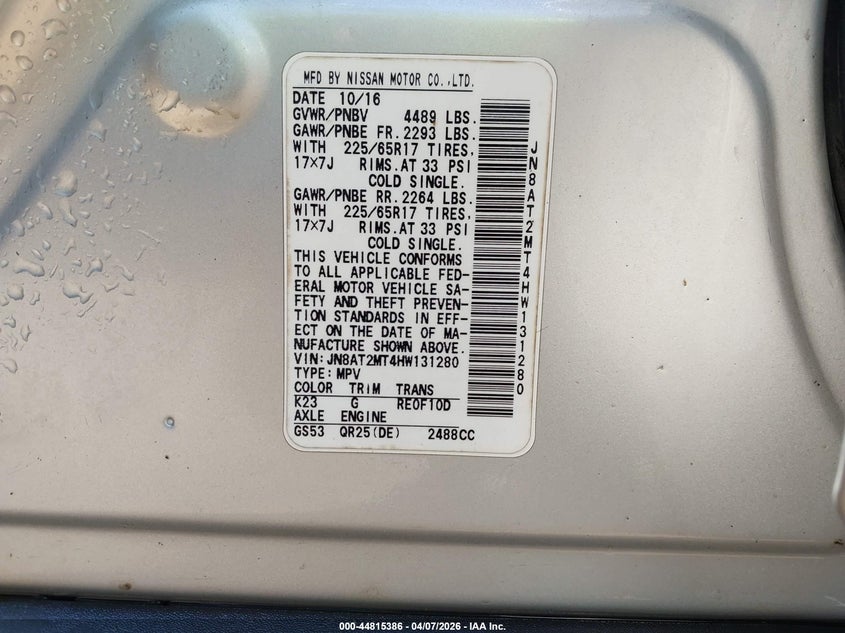 MFD BY NISSAN MOTOR CO.,LTD.
DATE 10/16
GVWR/PNBV 4489 LBS.
GAWR/PNBE FR. 2293 LBS.
WITH 225/65R17 TIRES,
17×7J RIMS. AT 33 PSI
COLD SINGLE.
GAWR/PNBE RR. 2264 LBS.
WITH 225/65R17 TIRES,
17×7J RIMS. AT 33 PSI
COLD SINGLE.
THIS VEHICLE CONFORMS
TO ALL APPLICABLE FED-
ERAL MOTOR VEHICLE SA-
FETY AND THEFT PREVEN-
TION STANDARDS IN EFF-
ECT ON THE DATE OF MA-
NUFACTURE SHOWN ABOVE.
VIN: JN8AT2MT4HW131280
TYPE: MPV
COLOR TRIM TRANS
K23 G RE0F10D
AXLE ENGINE
GS53 QR25(DE) 2488CC
JN8AT2MT4HW131280
000-44815386 - 04/07/2026 - IAA Inc.